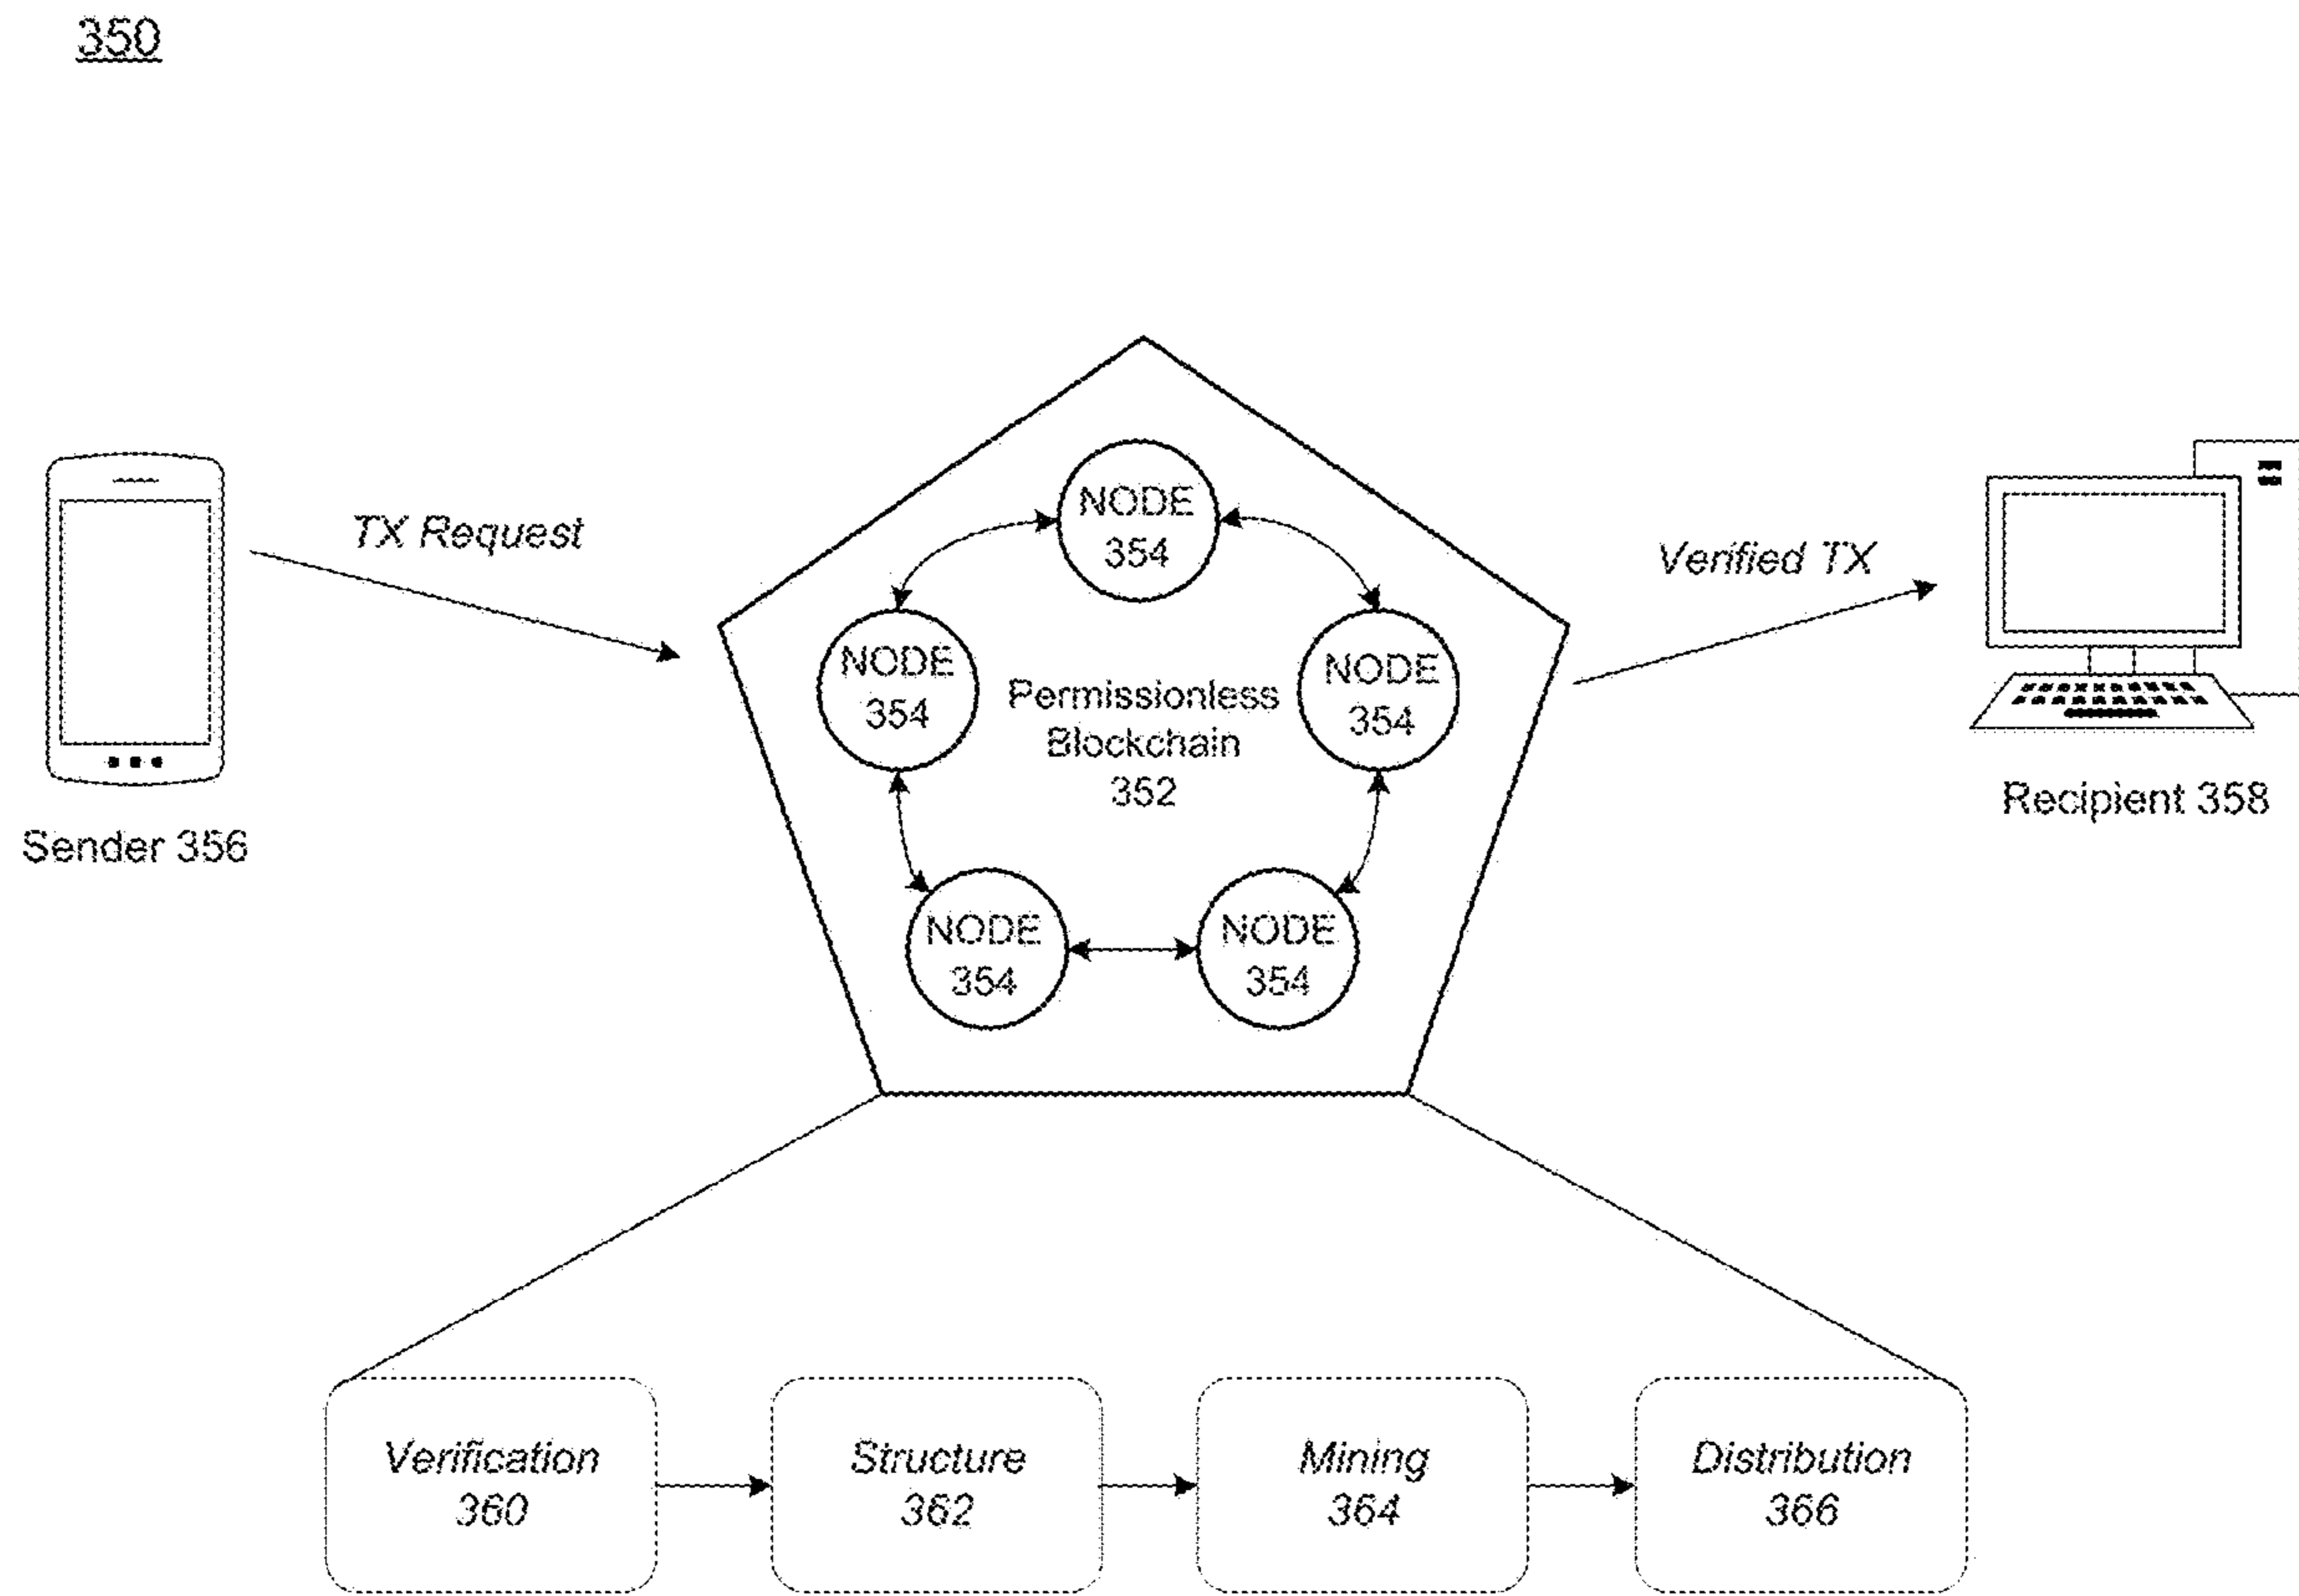 350
TX Request
Verified TX
NODE
354
NODE
354
NODE
354
Permissionless
Blockchain
352
NODE
354
NODE
354
Sender 356
Recipient 358
Verification
360
Structure
362
Mining
364
Distribution
366